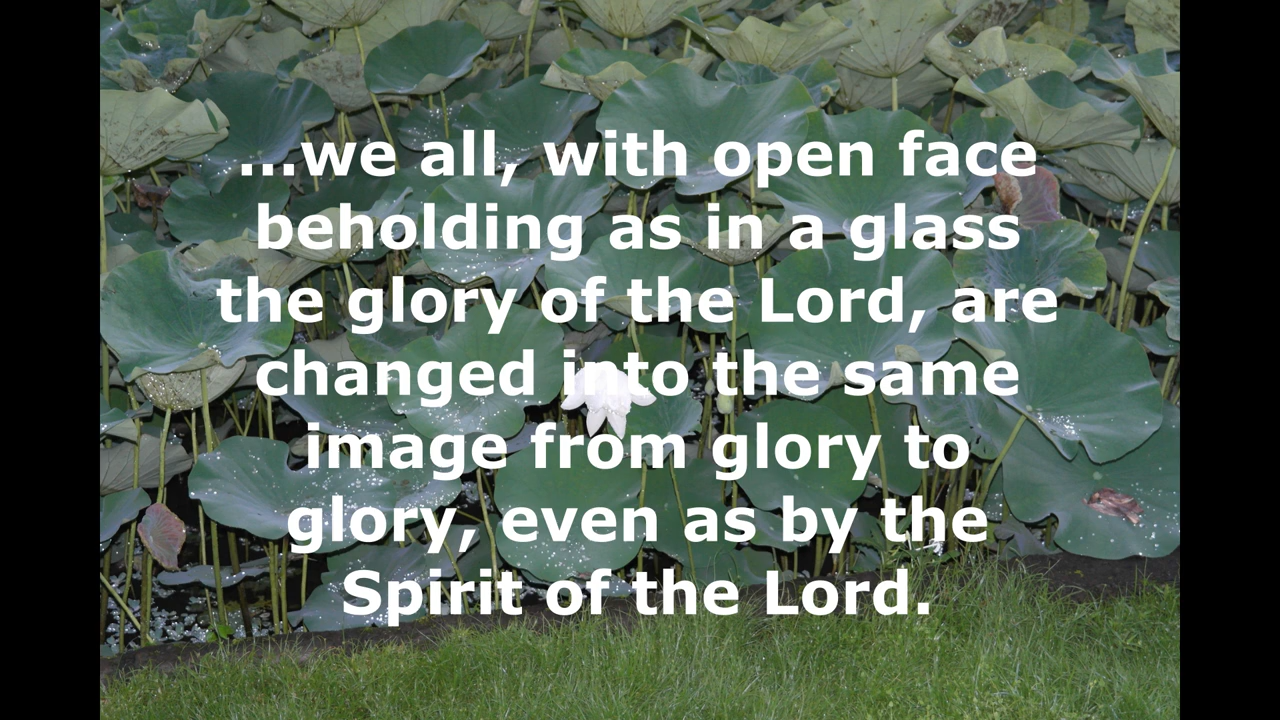 ...we all, with open face
beholding as in a glass
the glory of the Lord, are
changed into the same
image from glory to
glory, even as by the
Spirit of the Lord.